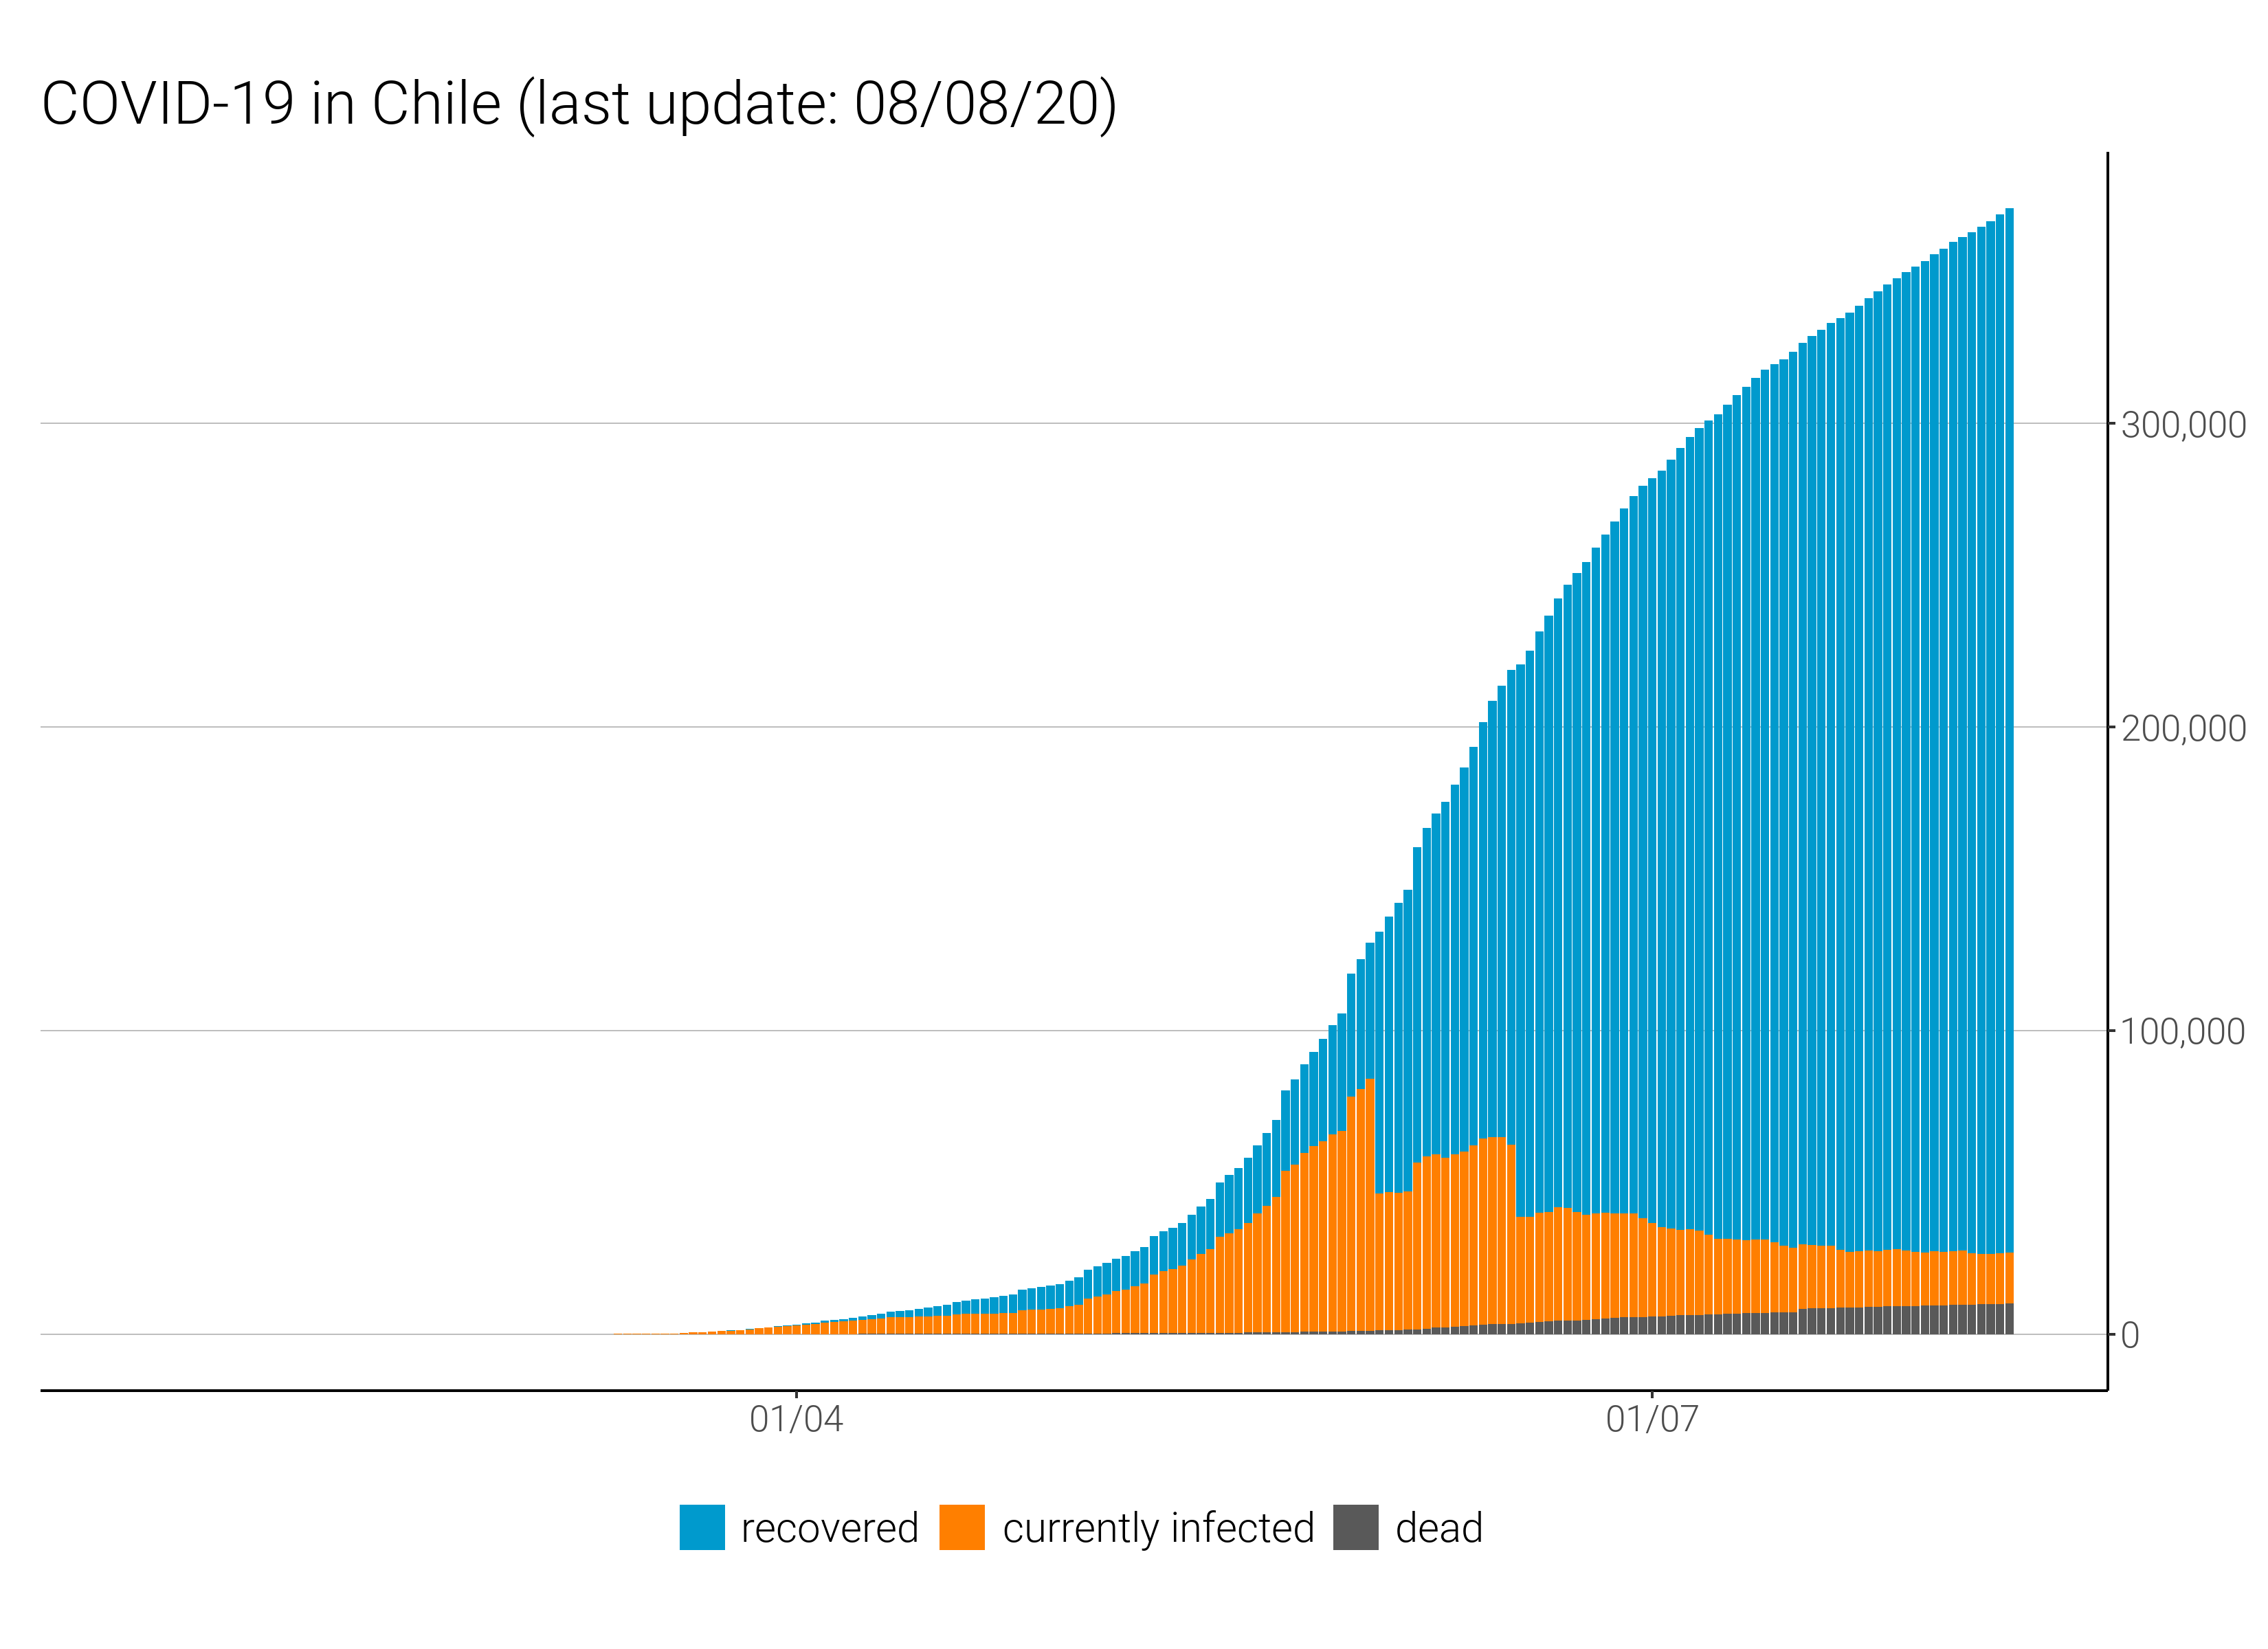 COVID-19 in Chile (last update: 08/08/20)
300,000
200,000
100,000
0
01/04 01/07
recovered currently infected dead